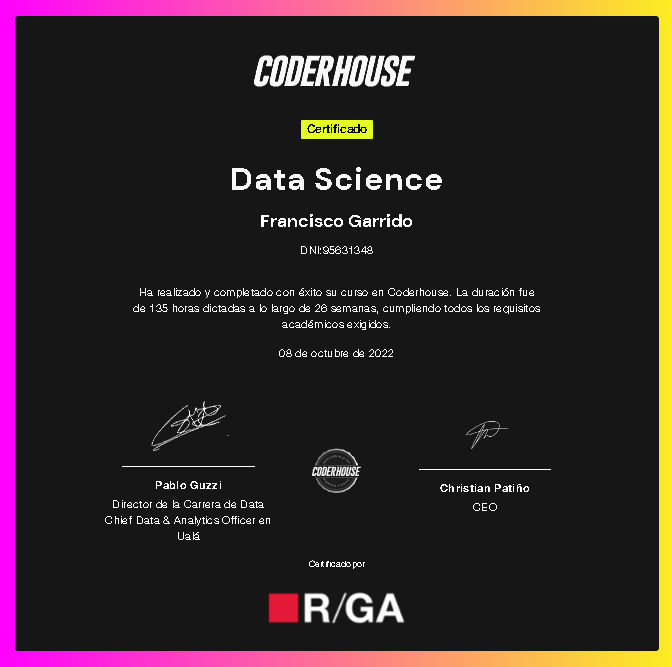 CODERHOUSE
Certificado
Data Science
Francisco Garrido
DNI:95631348
Ha realizado y completado con éxito su curso en Coderhouse. La duración fue
de 135 horas dictadas a lo largo de 26 semanas, cumpliendo todos los requisitos
académicos exigidos.
08 de octubre de 2022
Pablo Guzzi
Director de la Carrera de Data
Chief Data & Analytics Officer en
Ualá
CODERHOUSE
Christian Patiño
CEO
Certificado por
R/GA